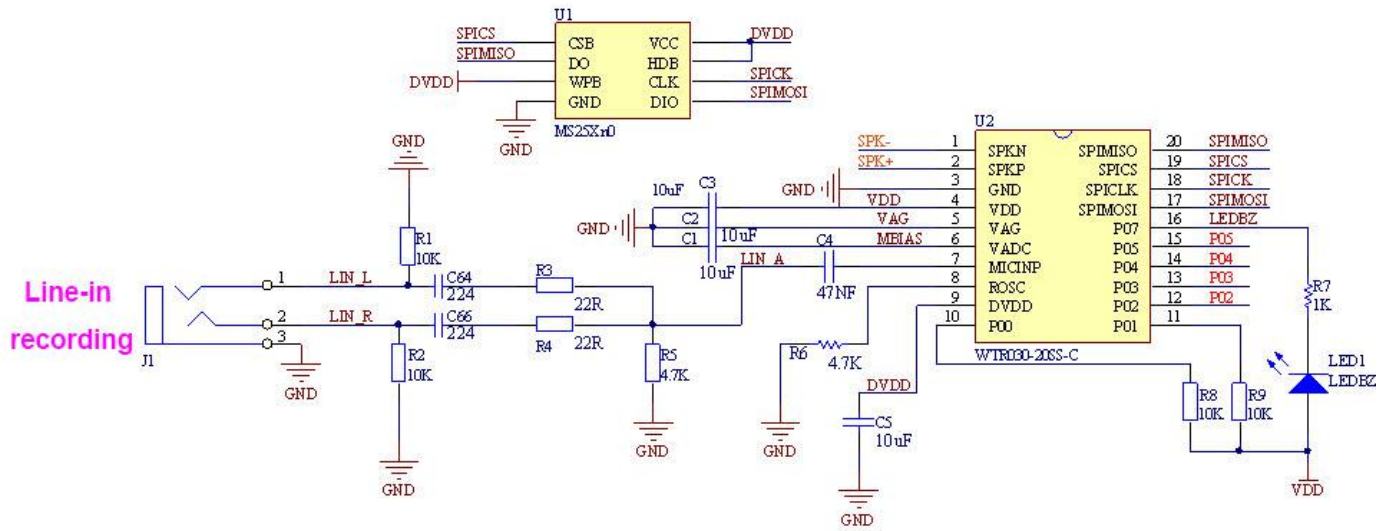 U1
SPICS
CSB
VCC
DVDD
SPIMISO
DO
HDB
DVDD
WPB
CLK
SPICK
GND
DIO
SPIMOSI
GND
MS25Xn0
U2
SPK-
1
SPKN
SPIMISO
20
SPIMISO
SPK+
2
SPKP
SPICS
19
SPICS
GND
3
GND
SPICLK
18
SPICK
10uF
C3
VDD
4
VDD
SPIMOSI
17
SPIMOSI
GND
C2
10uF
VAG
5
VAG
P07
16
LEDBZ
C1
10uF
MBIAS
6
VADC
P05
15
P05
LIN_A
C4
47NF
7
MICINP
P04
14
P04
8
ROSC
P03
13
P03
9
DVDD
P02
12
P02
10
P00
P01
11
WTR030-20SS-C
GND
R1
10K
Line-in
recording
J1
1
LIN_L
C64
224
R3
22R
2
LIN_R
C66
224
R4
22R
3
GND
R2
10K
GND
R5
4.7K
GND
R6
4.7K
GND
DVDD
C5
10uF
GND
R7
1K
LED1
LEDBZ
R8
10K
R9
10K
VDD